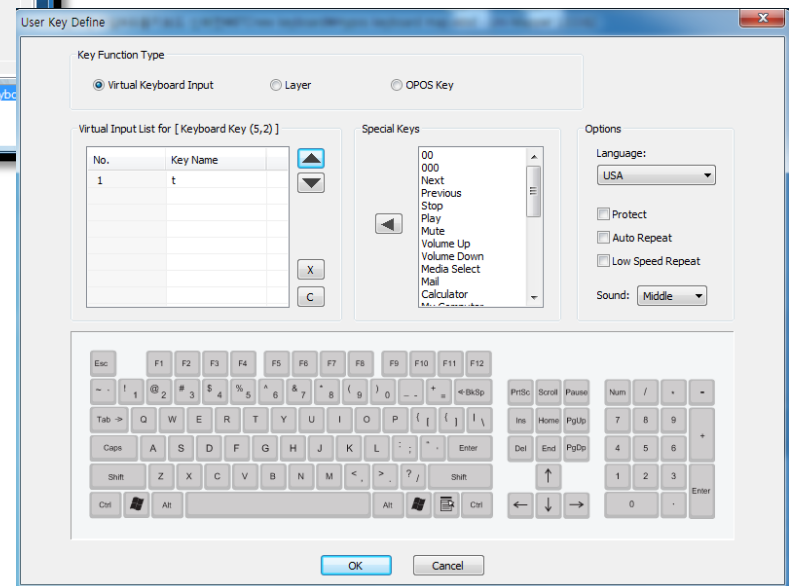 User Key Define
Key Function Type
Virtual Keyboard Input
Layer
OPOS Key
Virtual Input List for [ Keyboard Key (5,2) ]
No. Key Name
1 t
X
C
Special Keys
00
000
Next
Previous
Stop
Play
Mute
Volume Up
Volume Down
Media Select
Mail
Calculator
My Computer
Options
Language:
USA
Protect
Auto Repeat
Low Speed Repeat
Sound: Middle
Esc F1 F2 F3 F4 F5 F6 F7 F8 F9 F10 F11 F12
~ ` ! 1 @ 2 # 3 $ 4 % 5 ^ 6 & 7 * 8 ( 9 ) 0 _ - + = <-BkSp PrtSc Scroll Pause Num / * -
Tab -> Q W E R T Y U I O P { [ { ] | \ Ins Home PgUp 7 8 9 +
Caps A S D F G H J K L : ; " ' Enter Del End PgDp 4 5 6
Shift Z X C V B N M < , > . ? / Shift ↑ 1 2 3 Enter
Ctrl Alt Alt Ctrl ← ↓ → 0 .
OK Cancel